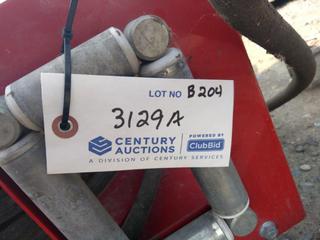 LOT NO B204
3129A
CENTURY AUCTIONS POWERED BY ClubBid
A DIVISION OF CENTURY SERVICES